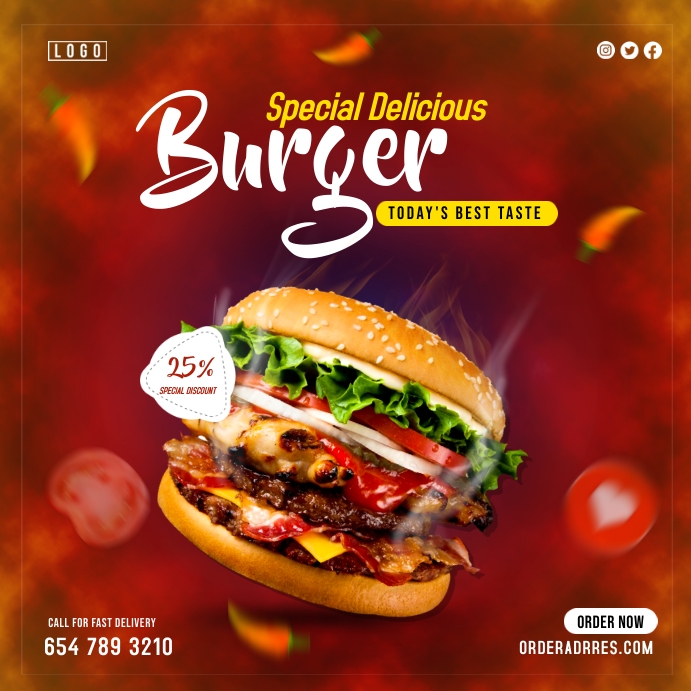 LOGO
Special Delicious
Burger
TODAY'S BEST TASTE
25%
SPECIAL DISCOUNT
CALL FOR FAST DELIVERY
654 789 3210
ORDER NOW
ORDERADRRES.COM